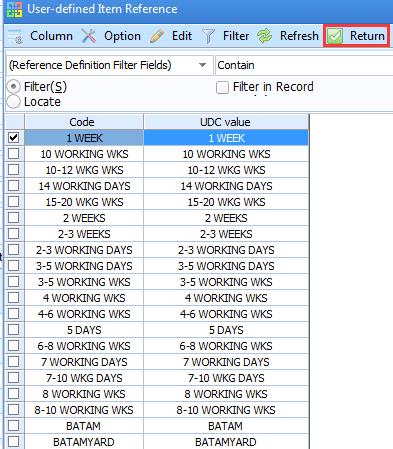 User-defined Item Reference
Column Option Edit Filter Refresh Return
(Reference Definition Filter Fields) Contain
Filter(S) Filter in Record
Locate
Code UDC value
1 WEEK 1 WEEK
10 WORKING WKS 10 WORKING WKS
10-12 WKG WKS 10-12 WKG WKS
14 WORKING DAYS 14 WORKING DAYS
15-20 WKG WKS 15-20 WKG WKS
2 WEEKS 2 WEEKS
2-3 WEEKS 2-3 WEEKS
2-3 WORKING DAYS 2-3 WORKING DAYS
3-5 WORKING DAYS 3-5 WORKING DAYS
3-5 WORKING WKS 3-5 WORKING WKS
4 WORKING WKS 4 WORKING WKS
4-6 WORKING WKS 4-6 WORKING WKS
5 DAYS 5 DAYS
6-8 WORKING WKS 6-8 WORKING WKS
7 WORKING DAYS 7 WORKING DAYS
7-10 WKG DAYS 7-10 WKG DAYS
8 WORKING WKS 8 WORKING WKS
8-10 WORKING WKS 8-10 WORKING WKS
BATAM BATAM
BATAMYARD BATAMYARD